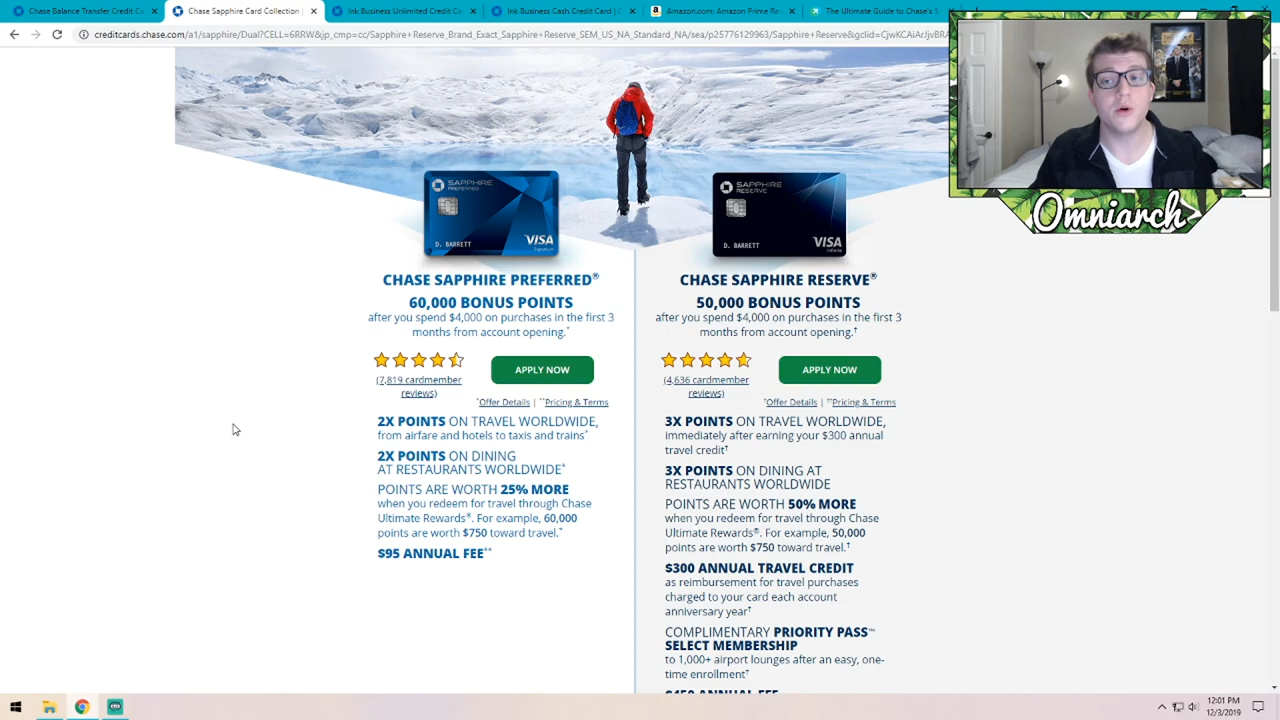 Chase Balance Transfer Credit C
Chase Sapphire Card Collection |
Ink Business Unlimited Credit C
Ink Business Cash Credit Card | C
Amazon.com: Amazon Prime Re
The Ultimate Guide to Chase's 5
creditcards.chase.com/a1/sapphire/Dual?CELL=6RRW&jp_cmp=cc/Sapphire+Reserve_Brand_Exact_Sapphire+Reserve_SEM_US_NA_Standard_NA/sea/p25776129963/Sapphire+Reserve&gclid=CjwKCAiArJjvBRA
Omniarch
SAPPHIRE
PREFERRED
D. BARRETT
VISA
Signature
SAPPHIRE
RESERVE
D. BARRETT
VISA
Infinite
CHASE SAPPHIRE PREFERRED®
60,000 BONUS POINTS
after you spend $4,000 on purchases in the first 3
months from account opening.*
(7,819 cardmember
reviews)
APPLY NOW
*Offer Details | **Pricing & Terms
2X POINTS ON TRAVEL WORLDWIDE,
from airfare and hotels to taxis and trains*
2X POINTS ON DINING
AT RESTAURANTS WORLDWIDE*
POINTS ARE WORTH 25% MORE
when you redeem for travel through Chase
Ultimate Rewards®. For example, 60,000
points are worth $750 toward travel.*
$95 ANNUAL FEE**
CHASE SAPPHIRE RESERVE®
50,000 BONUS POINTS
after you spend $4,000 on purchases in the first 3
months from account opening.†
(4,636 cardmember
reviews)
APPLY NOW
†Offer Details | ††Pricing & Terms
3X POINTS ON TRAVEL WORLDWIDE,
immediately after earning your $300 annual
travel credit†
3X POINTS ON DINING AT
RESTAURANTS WORLDWIDE
POINTS ARE WORTH 50% MORE
when you redeem for travel through Chase
Ultimate Rewards®. For example, 50,000
points are worth $750 toward travel.†
$300 ANNUAL TRAVEL CREDIT
as reimbursement for travel purchases
charged to your card each account
anniversary year†
COMPLIMENTARY PRIORITY PASS™
SELECT MEMBERSHIP
to 1,000+ airport lounges after an easy, one-
time enrollment†
$450 ANNUAL FEE
12:01 PM
12/3/2019